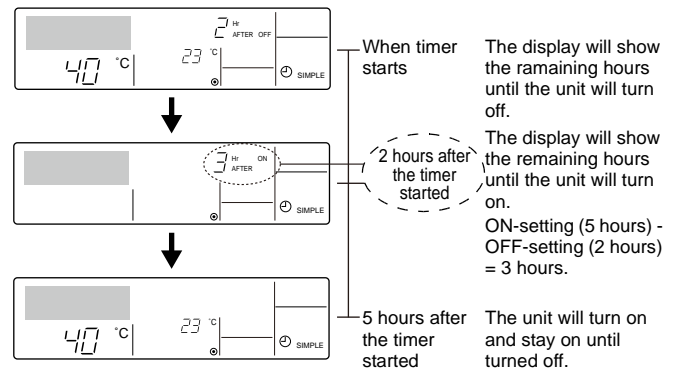 2 Hr
AFTER OFF
40 °C
23 °C
SIMPLE
When timer
starts
The display will show
the ramaining hours
until the unit will turn
off.
3 Hr ON
AFTER
SIMPLE
2 hours after
the timer
started
The display will show
the remaining hours
until the unit will turn
on.
ON-setting (5 hours) -
OFF-setting (2 hours)
= 3 hours.
40 °C
23 °C
SIMPLE
5 hours after
the timer
started
The unit will turn on
and stay on until
turned off.